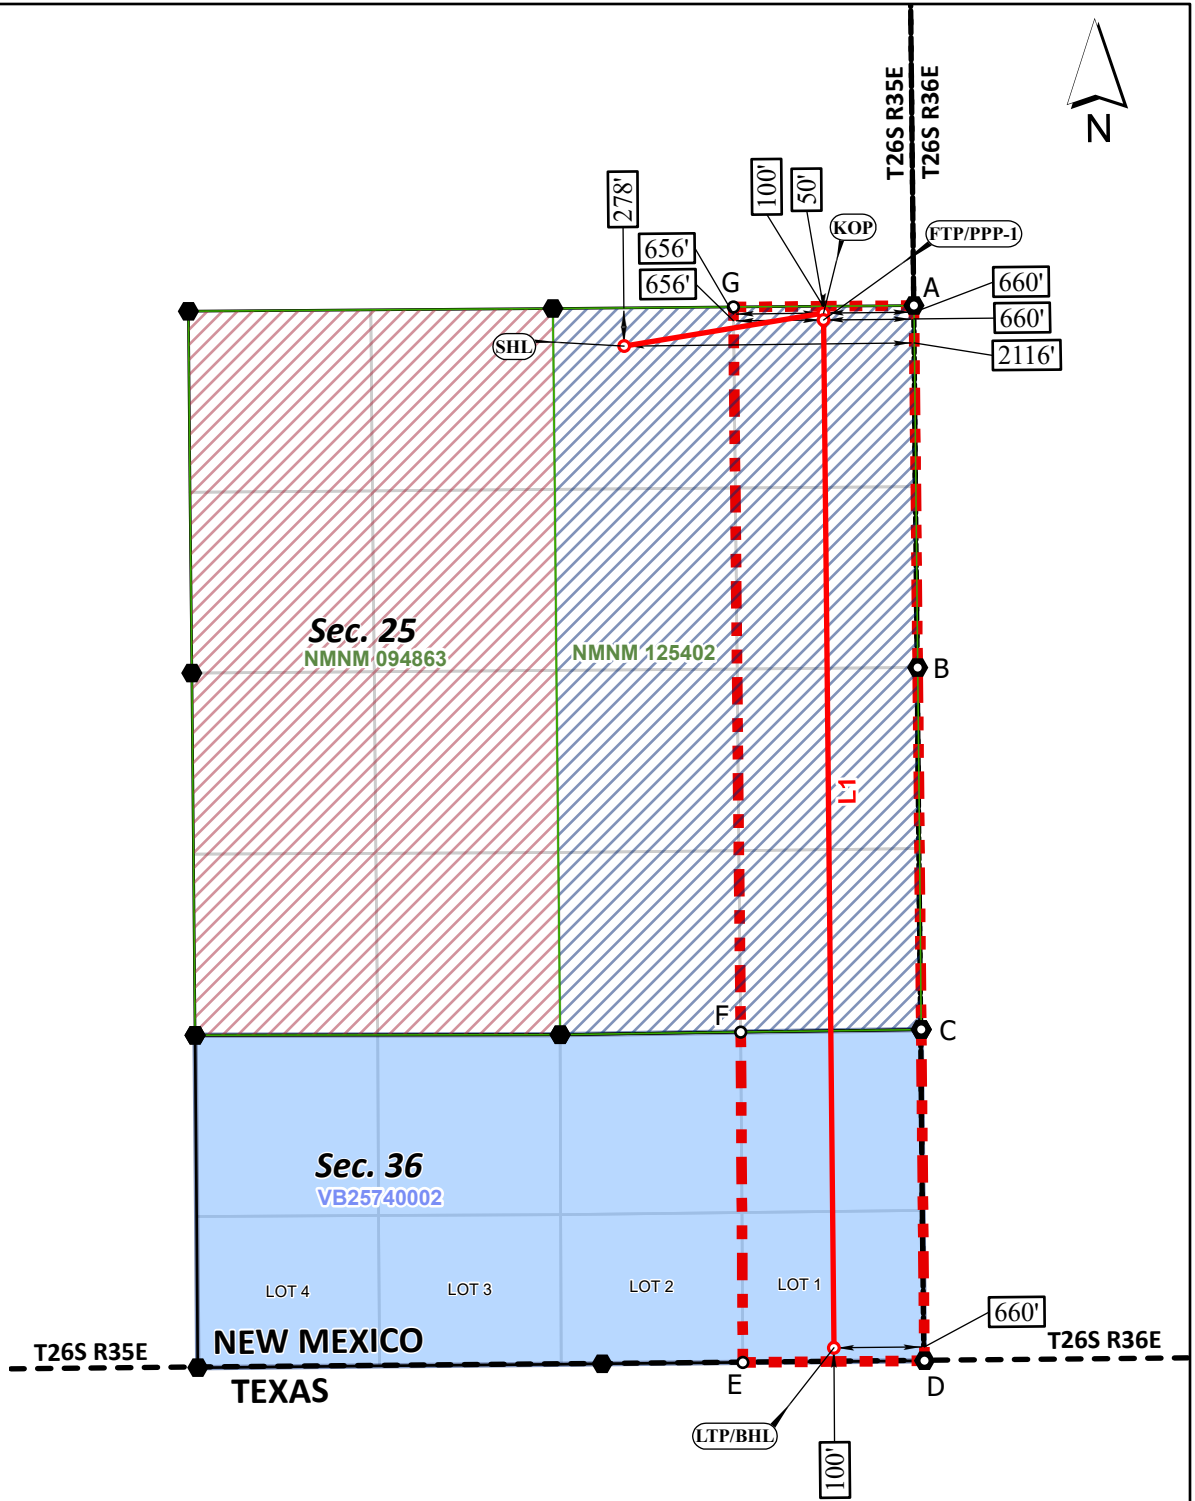 T26S R35E
T26S R36E
N
278'
100'
50'
KOP
FTP/PPP-1
656'
656'
G
A
660'
660'
2116'
SHL
Sec. 25
NMNM 094863
NMNM 125402
B
L1
F
C
Sec. 36
VB25740002
LOT 4
LOT 3
LOT 2
LOT 1
660'
NEW MEXICO
T26S R35E
T26S R36E
TEXAS
E
D
LTP/BHL
100'